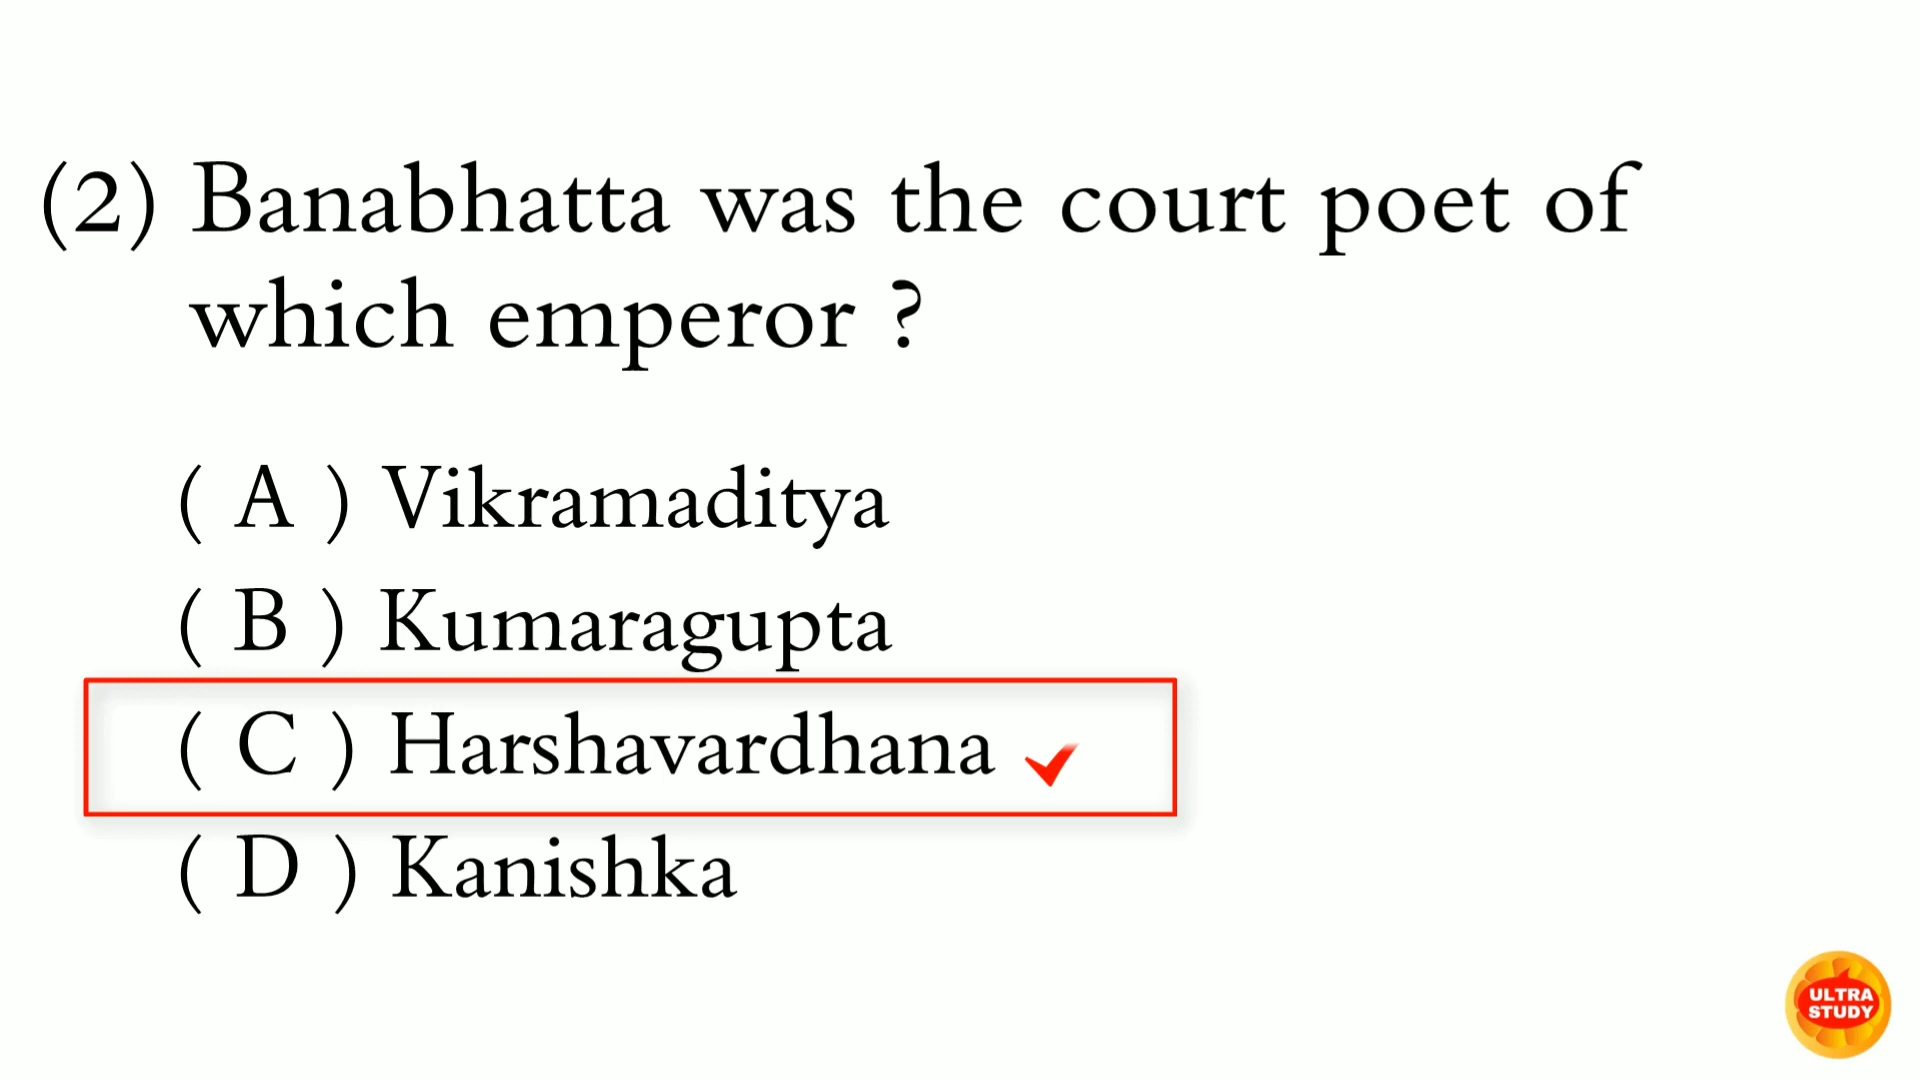 (2) Banabhatta was the court poet of
which emperor ?
( A ) Vikramaditya
( B ) Kumaragupta
( C ) Harshavardhana
( D ) Kanishka
ULTRA
STUDY